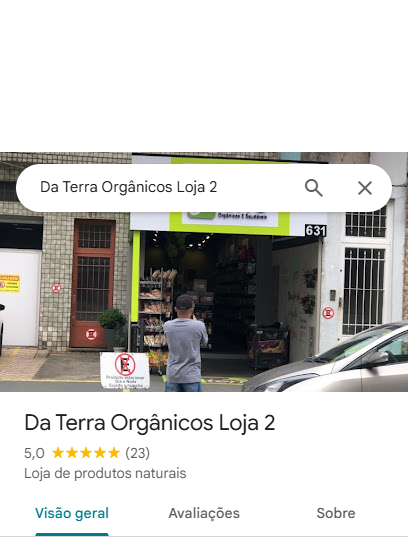 Da Terra Orgânicos Loja 2
Orgânicos E Saudáveis
631
Da Terra Orgânicos Loja 2
5,0 ★★★★★ (23)
Loja de produtos naturais
Visão geral Avaliações Sobre